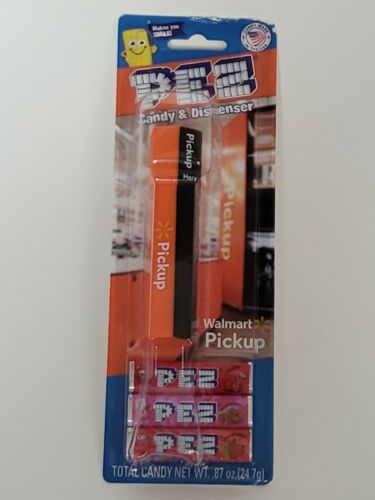 Makes you
SMILE!
PEZ
Candy & Dispenser
Pickup
Here
Pickup
Pickup
Walmart
Pickup
PEZ
PEZ
PEZ
TOTAL CANDY NET WT. .87 oz.(24.7g)